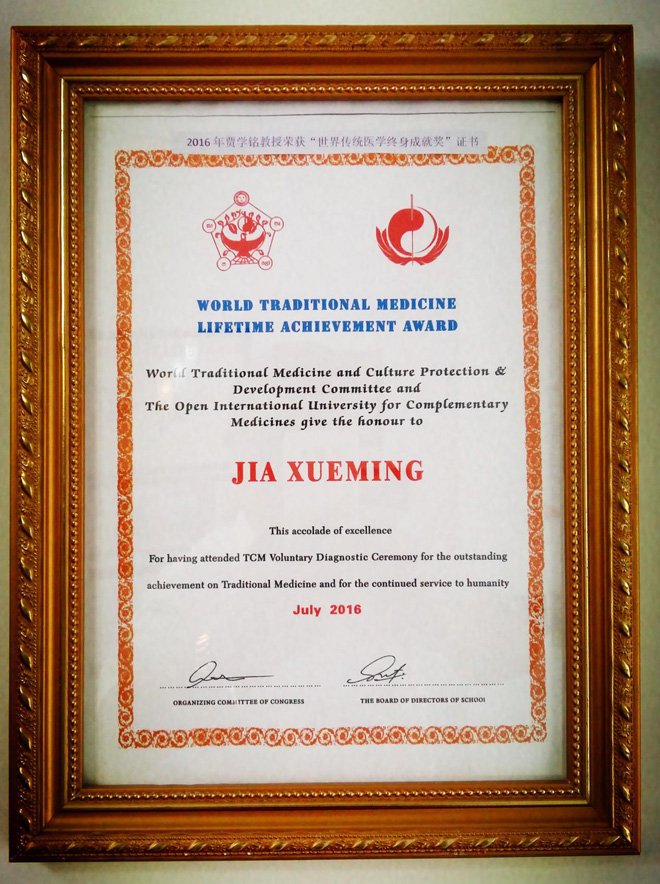 2016 年贾学铭教授荣获“世界传统医学终身成就奖”证书
WORLD TRADITIONAL MEDICINE
LIFETIME ACHIEVEMENT AWARD
World Traditional Medicine and Culture Protection &
Development Committee and
The Open International University for Complementary
Medicines give the honour to
JIA XUEMING
This accolade of excellence
For having attended TCM Voluntary Diagnostic Ceremony for the outstanding
achievement on Traditional Medicine and for the continued service to humanity
July 2016
ORGANIZING COMMITTEE OF CONGRESS
THE BOARD OF DIRECTORS OF SCHOOL